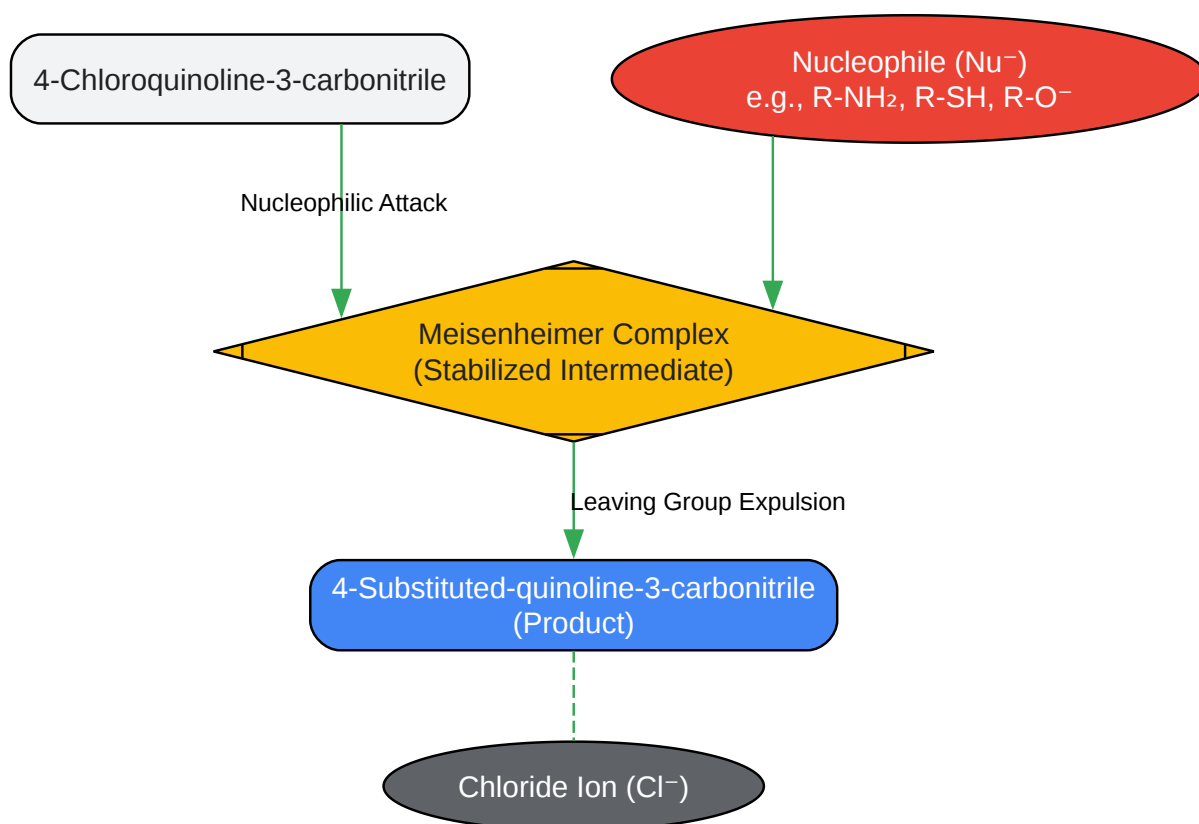 4-Chloroquinoline-3-carbonitrile
Nucleophile (Nu⁻)
e.g., R-NH₂, R-SH, R-O⁻
Nucleophilic Attack
Meisenheimer Complex
(Stabilized Intermediate)
Leaving Group Expulsion
4-Substituted-quinoline-3-carbonitrile
(Product)
Chloride Ion (Cl⁻)